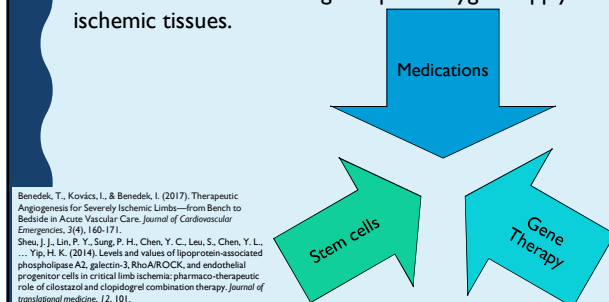 ischemic tissues.
Medications
Stem cells
Gene
Therapy
Benedek, T., Kovács, I., & Benedek, I. (2017). Therapeutic
Angiogenesis for Severely Ischemic Limbs—from Bench to
Bedside in Acute Vascular Care. Journal of Cardiovascular
Emergencies, 3(4), 160-171.
Sheu, J. J., Lin, P. Y., Sung, P. H., Chen, Y. C., Leu, S., Chen, Y. L.,
… Yip, H. K. (2014). Levels and values of lipoprotein-associated
phospholipase A2, galectin-3, RhoA/ROCK, and endothelial
progenitor cells in critical limb ischemia: pharmaco-therapeutic
role of cilostazol and clopidogrel combination therapy. Journal of
translational medicine, 12, 101.